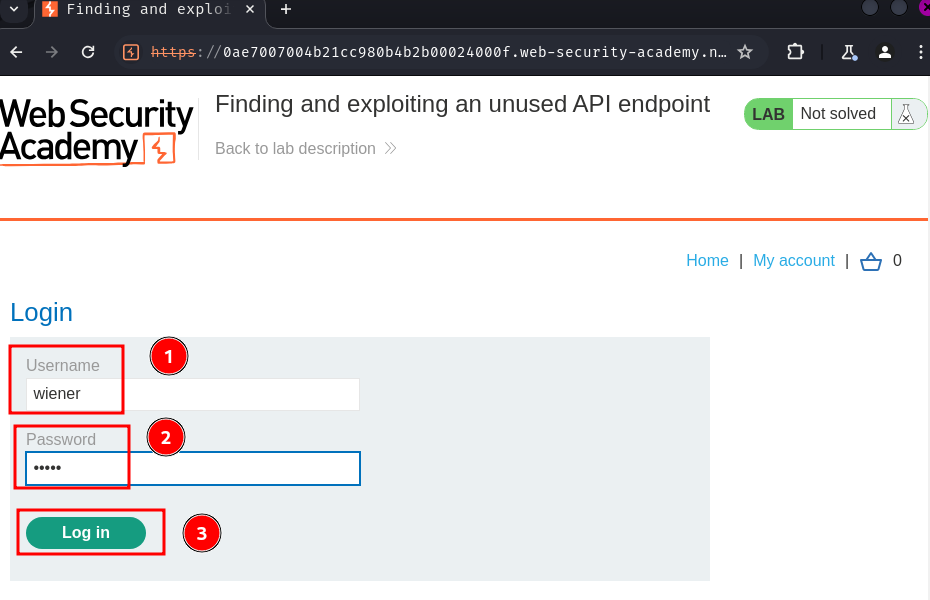 Finding and exploi
https://0ae7007004b21cc980b4b2b00024000f.web-security-academy.n…
Web Security
Academy
Finding and exploiting an unused API endpoint
Back to lab description
LAB Not solved
Home | My account | 0
Login
Username
1
wiener
Password
2
•••••
Log in
3